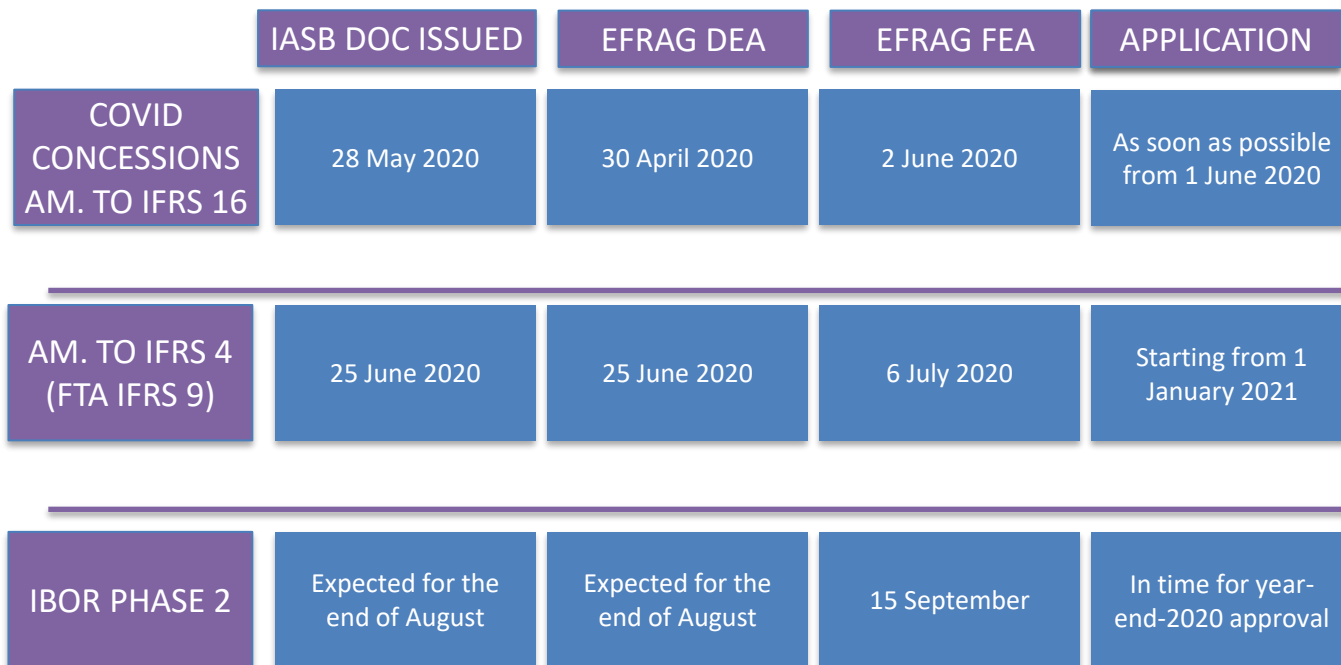 IASB DOC ISSUED
EFRAG DEA
EFRAG FEA
APPLICATION
COVID
CONCESSIONS
AM. TO IFRS 16
28 May 2020
30 April 2020
2 June 2020
As soon as possible
from 1 June 2020
AM. TO IFRS 4
(FTA IFRS 9)
25 June 2020
25 June 2020
6 July 2020
Starting from 1
January 2021
IBOR PHASE 2
Expected for the
end of August
Expected for the
end of August
15 September
In time for year-
end-2020 approval